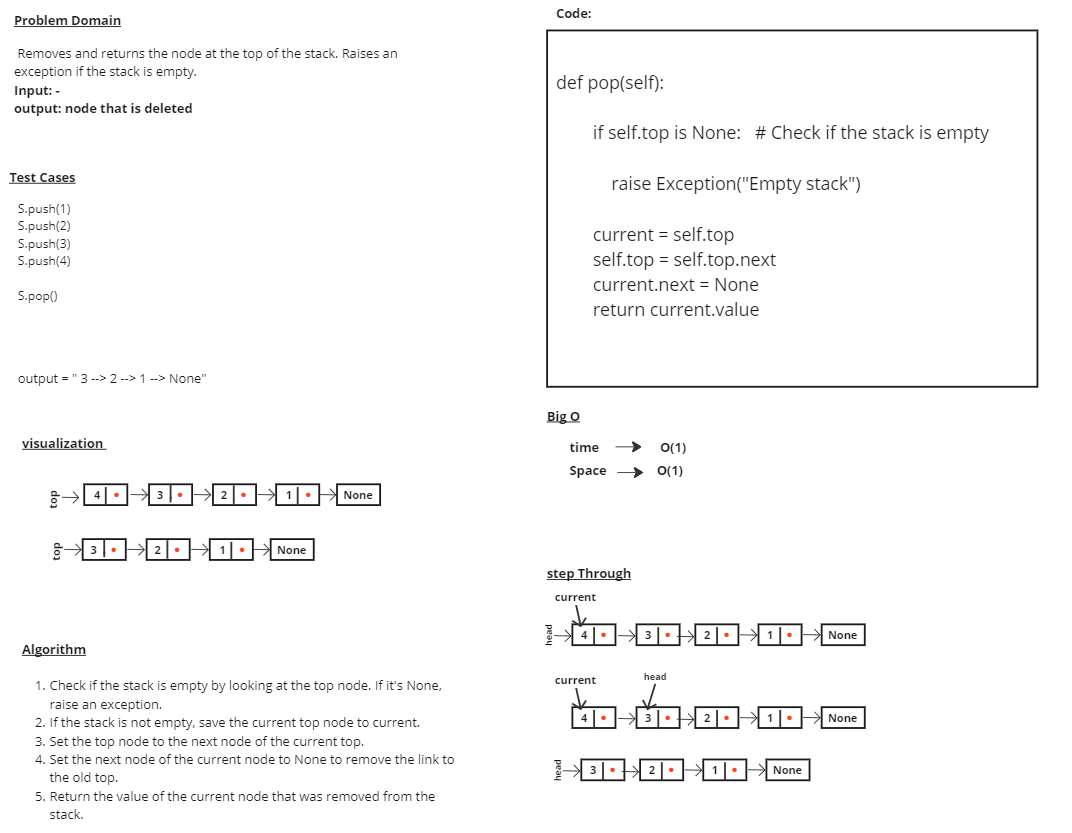 Problem Domain
Removes and returns the node at the top of the stack. Raises an
exception if the stack is empty.
Input: -
output: node that is deleted
Test Cases
S.push(1)
S.push(2)
S.push(3)
S.push(4)
S.pop()
output = " 3 --> 2 --> 1 --> None"
visualization
top 4 3 2 1 None
top 3 2 1 None
Algorithm
1. Check if the stack is empty by looking at the top node. If it's None,
raise an exception.
2. If the stack is not empty, save the current top node to current.
3. Set the top node to the next node of the current top.
4. Set the next node of the current node to None to remove the link to
the old top.
5. Return the value of the current node that was removed from the
stack.
Code:
def pop(self):
if self.top is None: # Check if the stack is empty
raise Exception("Empty stack")
current = self.top
self.top = self.top.next
current.next = None
return current.value
Big O
time O(1)
Space O(1)
step Through
current
head 4 3 2 1 None
current head
4 3 2 1 None
head 3 2 1 None